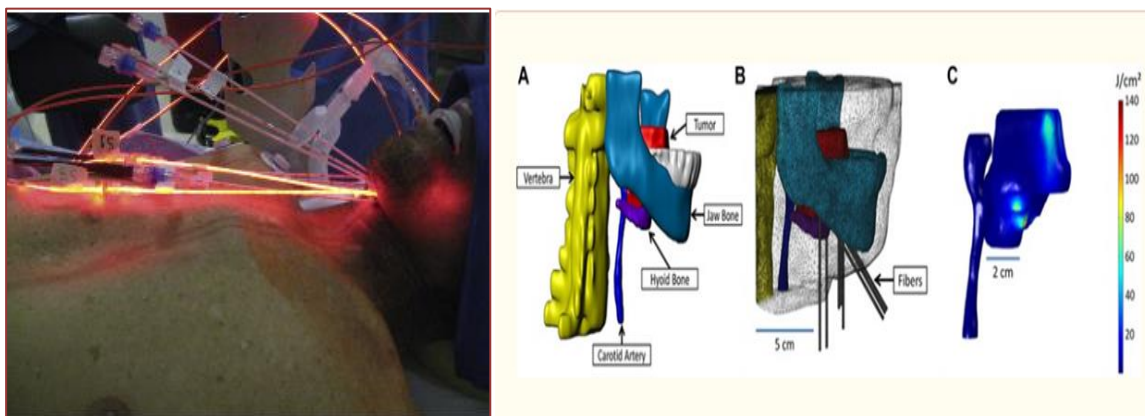 51
A
B
C
J/cm²
Tumor
Vertebra
Jaw Bone
Hyoid Bone
Fibers
Carotid Artery
5 cm
2 cm
140
120
100
80
60
40
20